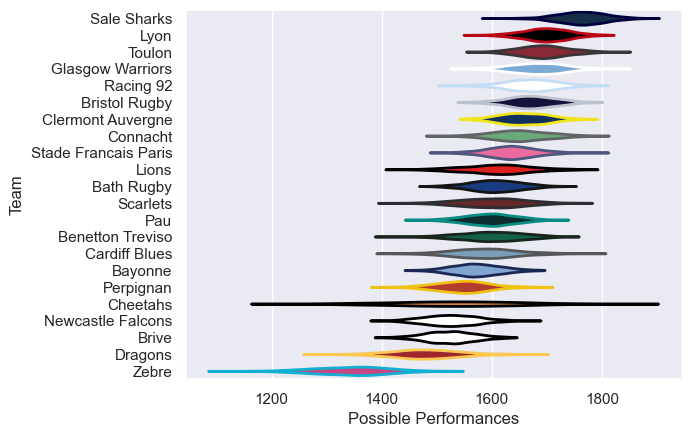 Sale Sharks
Lyon
Toulon
Glasgow Warriors
Racing 92
Bristol Rugby
Clermont Auvergne
Connacht
Stade Francais Paris
Lions
Bath Rugby
Scarlets
Pau
Benetton Treviso
Cardiff Blues
Bayonne
Perpignan
Cheetahs
Newcastle Falcons
Brive
Dragons
Zebre
Team
1200 1400 1600 1800
Possible Performances